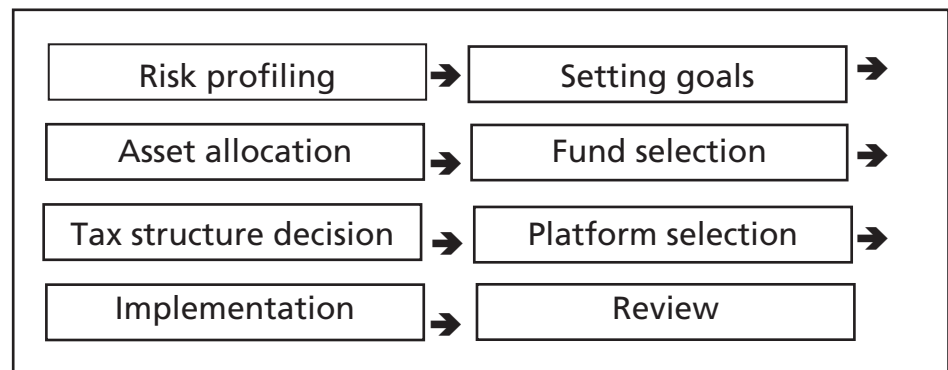 Risk profiling ➔ Setting goals ➔
Asset allocation ➔ Fund selection ➔
Tax structure decision ➔ Platform selection ➔
Implementation ➔ Review